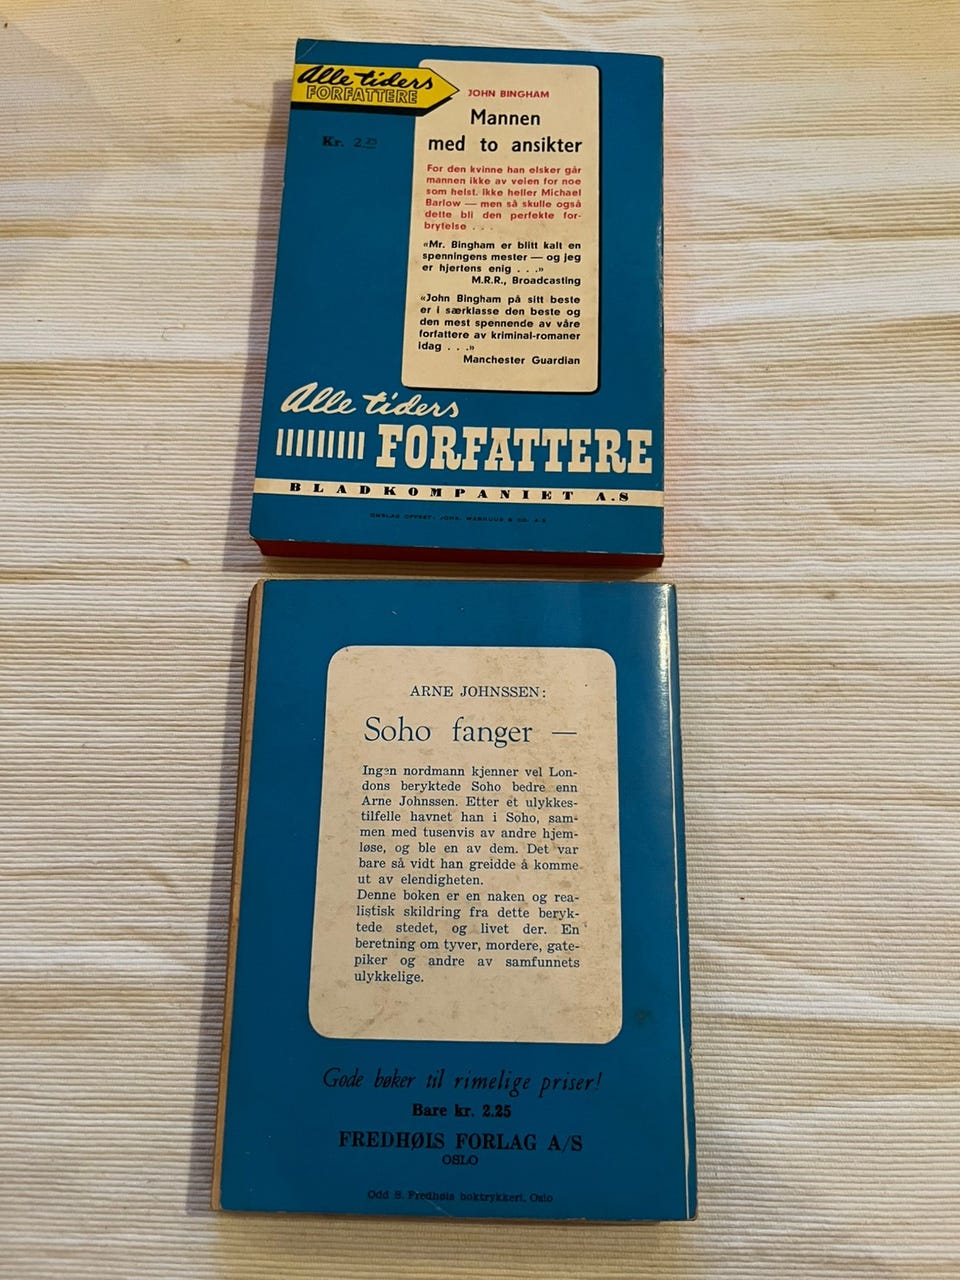 Alle tiders
FORFATTERE
Kr. 2.25
JOHN BINGHAM
Mannen
med to ansikter
For den kvinne han elsker går
mannen ikke av veien for noe
som helst. Ikke heller Michael
Barlow — men så skulle også
dette bli den perfekte for-
brytelse . . .
«Mr. Bingham er blitt kalt en
spenningens mester — og jeg
er hjertens enig . . .»
M.R.R., Broadcasting
«John Bingham på sitt beste
er i særklasse den beste og
den mest spennende av våre
forfattere av kriminal-romaner
idag . . .»
Manchester Guardian
Alle tiders
FORFATTERE
BLADKOMPANIET A.S
OMSLAG OFFSET: JOHN. WARHUUS & CO. A.S
ARNE JOHNSSEN:
Soho fanger —
Ingen nordmann kjenner vel Lon-
dons beryktede Soho bedre enn
Arne Johnssen. Etter et ulykkes-
tilfelle havnet han i Soho, sam-
men med tusenvis av andre hjem-
løse, og ble en av dem. Det var
bare så vidt han greidde å komme
ut av elendigheten.
Denne boken er en naken og rea-
listisk skildring fra dette beryk-
tede stedet, og livet der. En
beretning om tyver, mordere, gate-
piker og andre av samfunnets
ulykkelige.
Gode bøker til rimelige priser!
Bare kr. 2.25
FREDHØIS FORLAG A/S
OSLO
Odd S. Fredhøis boktrykkeri, Oslo